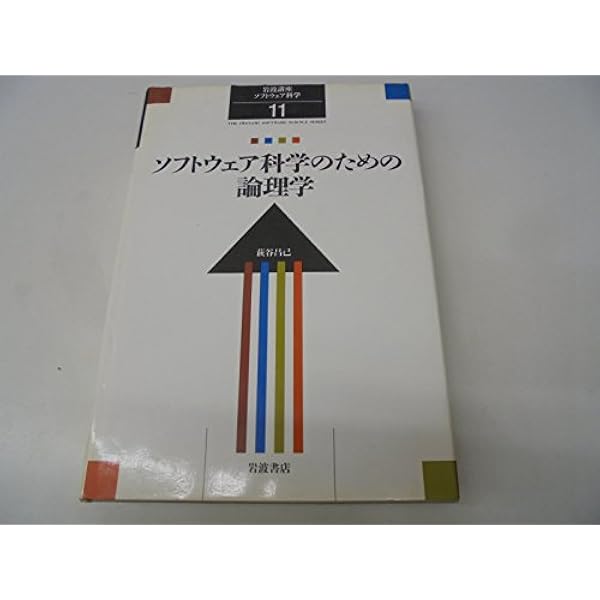 岩波講座
ソフトウェア科学
11
THE IWANAMI SOFTWARE SCIENCE SERIES
ソフトウェア科学のための
論理学
萩谷昌己
岩波書店